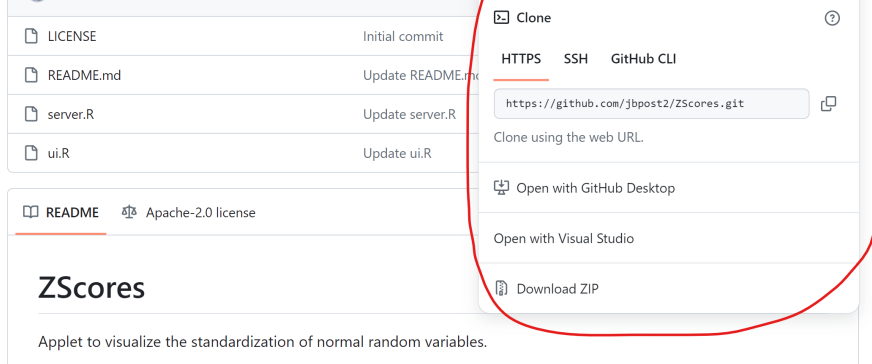 Clone
LICENSE Initial commit
HTTPS SSH GitHub CLI
README.md Update README.md
https://github.com/jbpost2/ZScores.git
server.R Update server.R
Clone using the web URL.
ui.R Update ui.R
Open with GitHub Desktop
README Apache-2.0 license
Open with Visual Studio
ZScores
Download ZIP
Applet to visualize the standardization of normal random variables.